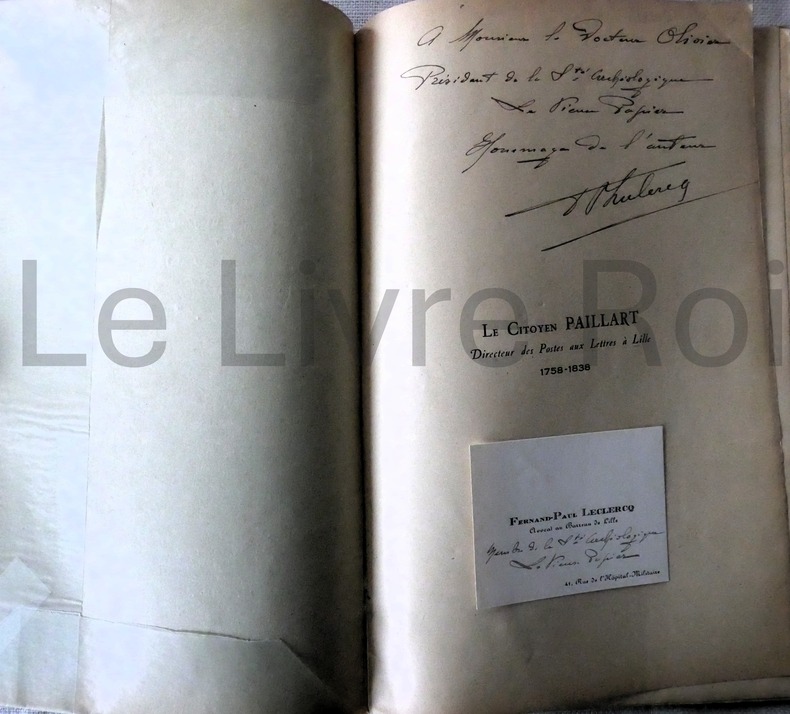 À Monsieur le Docteur Olivier
Président de la Sté Archéologique
Le Vieux Papier
Hommage de l'auteur
FPLeclercq
Le Livre Roi
LE CITOYEN PAILLART
Directeur des Postes aux Lettres à Lille
1758-1838
FERNAND-PAUL LECLERCQ
Avocat au Barreau de Lille
Membre de la Sté Archéologique
Le Vieux Papier
41, Rue de l'Hôpital-Militaire